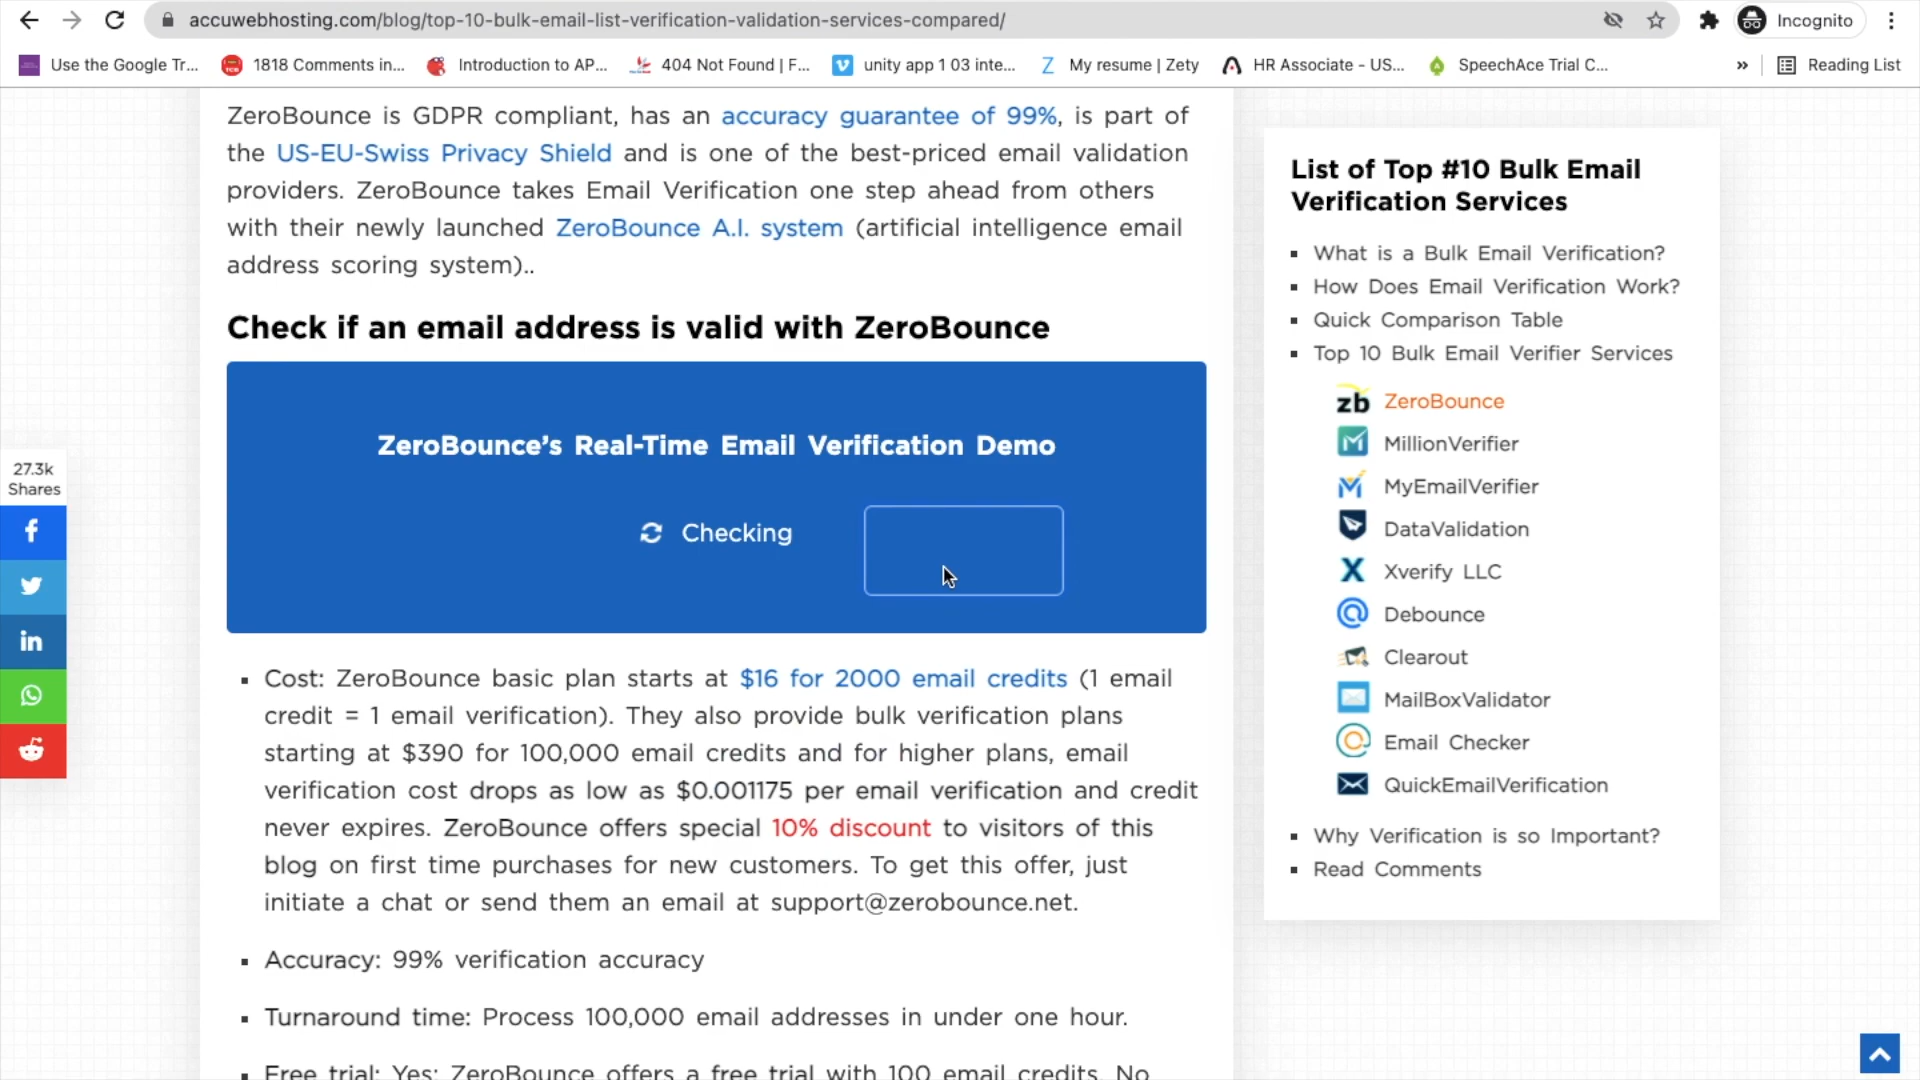 accuwebhosting.com/blog/top-10-bulk-email-list-verification-validation-services-compared/
Incognito
Use the Google Tr...
1818 Comments in...
Introduction to AP...
404 Not Found | F...
unity app 1 03 inte...
My resume | Zety
HR Associate - US...
SpeechAce Trial C...
»
Reading List
ZeroBounce is GDPR compliant, has an accuracy guarantee of 99%, is part of
the US-EU-Swiss Privacy Shield and is one of the best-priced email validation
providers. ZeroBounce takes Email Verification one step ahead from others
with their newly launched ZeroBounce A.I. system (artificial intelligence email
address scoring system)..
Check if an email address is valid with ZeroBounce
ZeroBounce’s Real-Time Email Verification Demo
Checking
27.3k
Shares
Cost: ZeroBounce basic plan starts at $16 for 2000 email credits (1 email
credit = 1 email verification). They also provide bulk verification plans
starting at $390 for 100,000 email credits and for higher plans, email
verification cost drops as low as $0.001175 per email verification and credit
never expires. ZeroBounce offers special 10% discount to visitors of this
blog on first time purchases for new customers. To get this offer, just
initiate a chat or send them an email at support@zerobounce.net.
Accuracy: 99% verification accuracy
Turnaround time: Process 100,000 email addresses in under one hour.
Free trial: Yes: ZeroBounce offers a free trial with 100 email credits. No
List of Top #10 Bulk Email
Verification Services
What is a Bulk Email Verification?
How Does Email Verification Work?
Quick Comparison Table
Top 10 Bulk Email Verifier Services
zb ZeroBounce
MillionVerifier
MyEmailVerifier
DataValidation
Xverify LLC
Debounce
Clearout
MailBoxValidator
Email Checker
QuickEmailVerification
Why Verification is so Important?
Read Comments